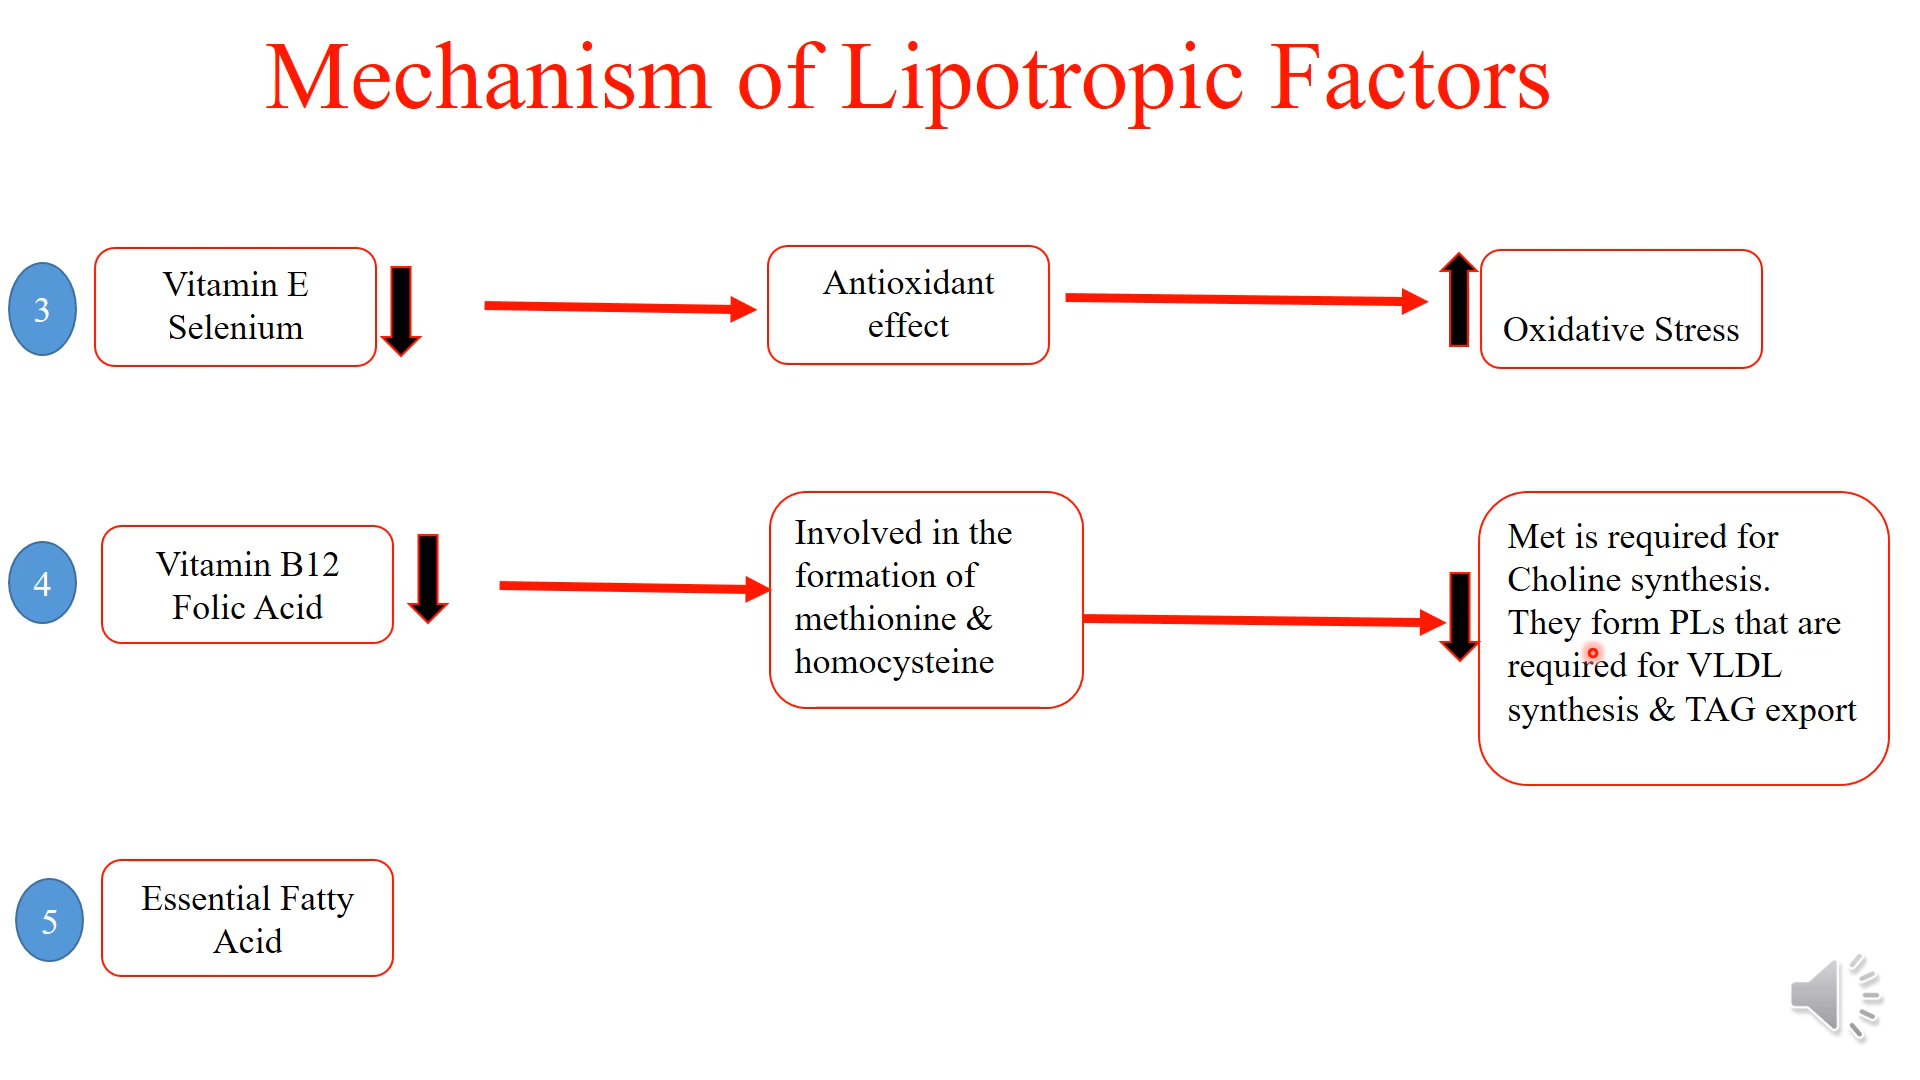 Mechanism of Lipotropic Factors
3
Vitamin E
Selenium
Antioxidant
effect
Oxidative Stress
4
Vitamin B12
Folic Acid
Involved in the
formation of
methionine &
homocysteine
Met is required for
Choline synthesis.
They form PLs that are
required for VLDL
synthesis & TAG export
5
Essential Fatty
Acid